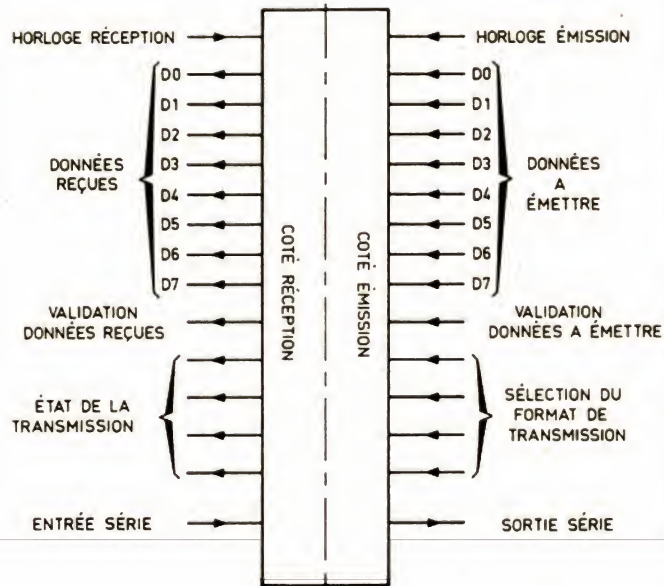 HORLOGE RÉCEPTION
D0
D1
D2
D3
D4
D5
D6
D7
DONNÉES
REÇUES
VALIDATION
DONNÉES REÇUES
ÉTAT DE LA
TRANSMISSION
ENTRÉE SÉRIE
COTÉ RÉCEPTION
COTÉ ÉMISSION
HORLOGE ÉMISSION
D0
D1
D2
D3
D4
D5
D6
D7
DONNÉES
A
ÉMETTRE
VALIDATION
DONNÉES A ÉMETTRE
SÉLECTION DU
FORMAT DE
TRANSMISSION
SORTIE SÉRIE